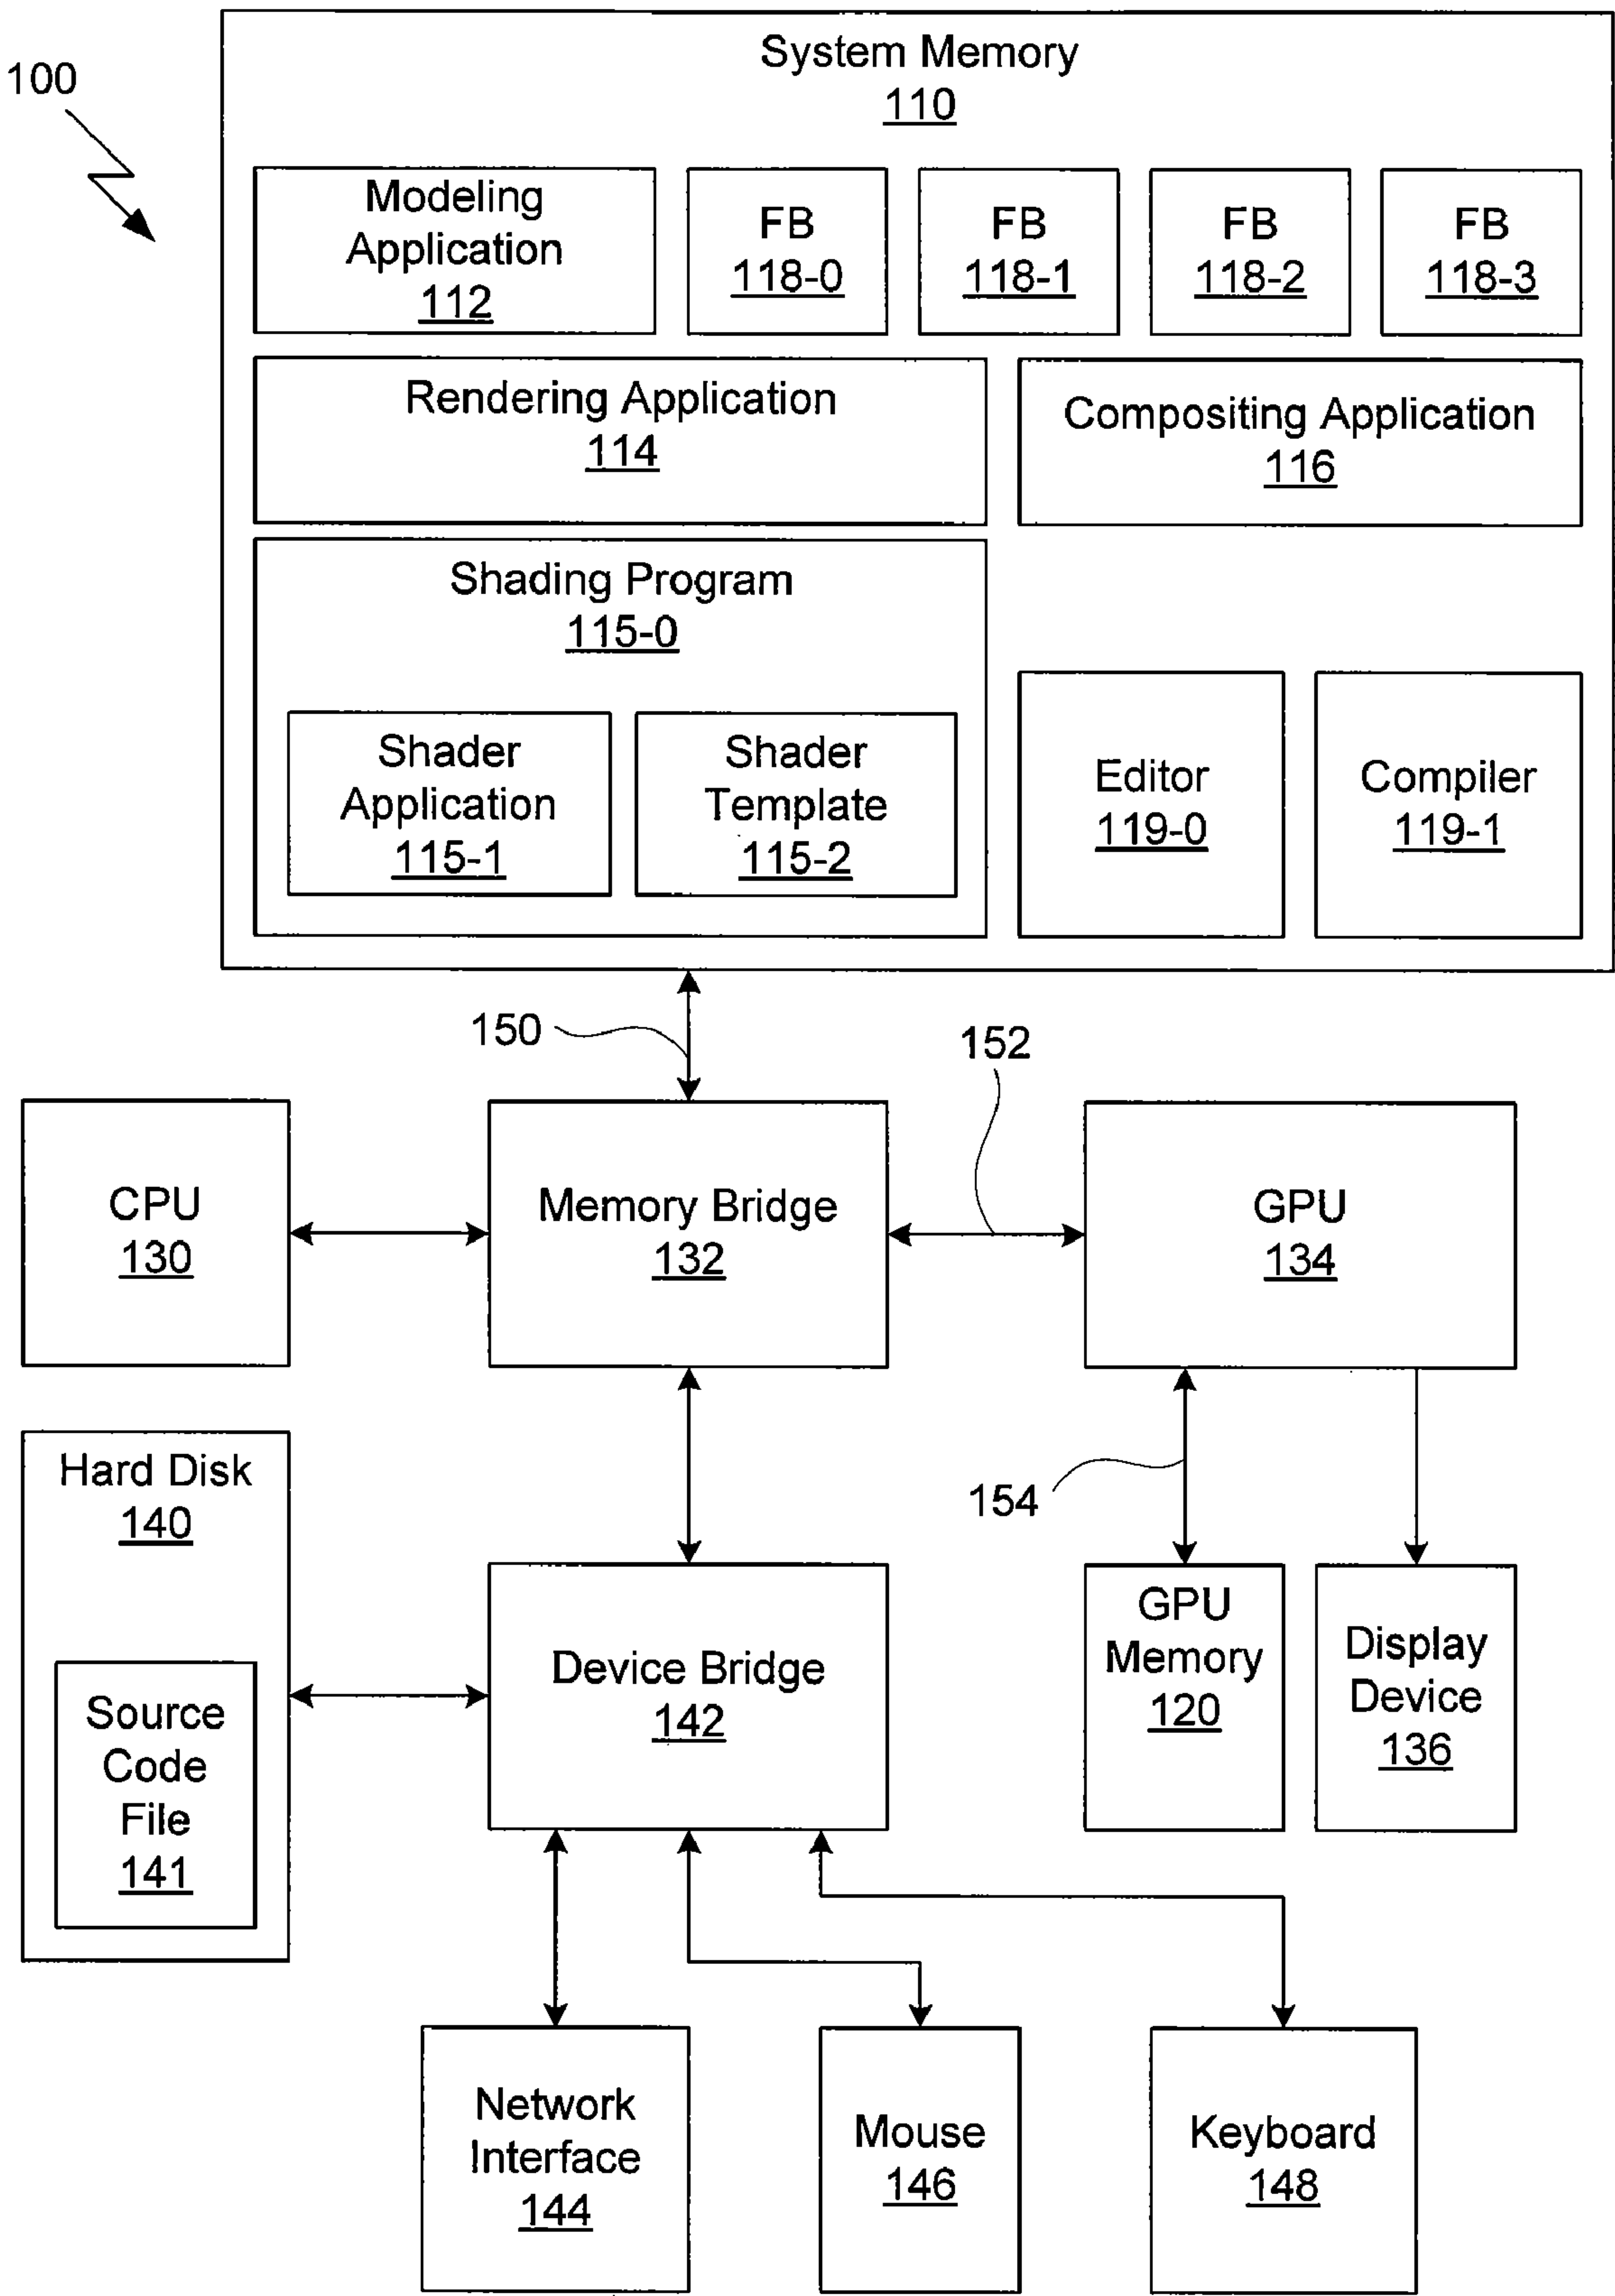 100
System Memory
110
Modeling
Application
112
FB
118-0
FB
118-1
FB
118-2
FB
118-3
Rendering Application
114
Compositing Application
116
Shading Program
115-0
Shader
Application
115-1
Shader
Template
115-2
Editor
119-0
Compiler
119-1
150
152
CPU
130
Memory Bridge
132
GPU
134
Hard Disk
140
Source
Code
File
141
154
Device Bridge
142
GPU
Memory
120
Display
Device
136
Network
Interface
144
Mouse
146
Keyboard
148